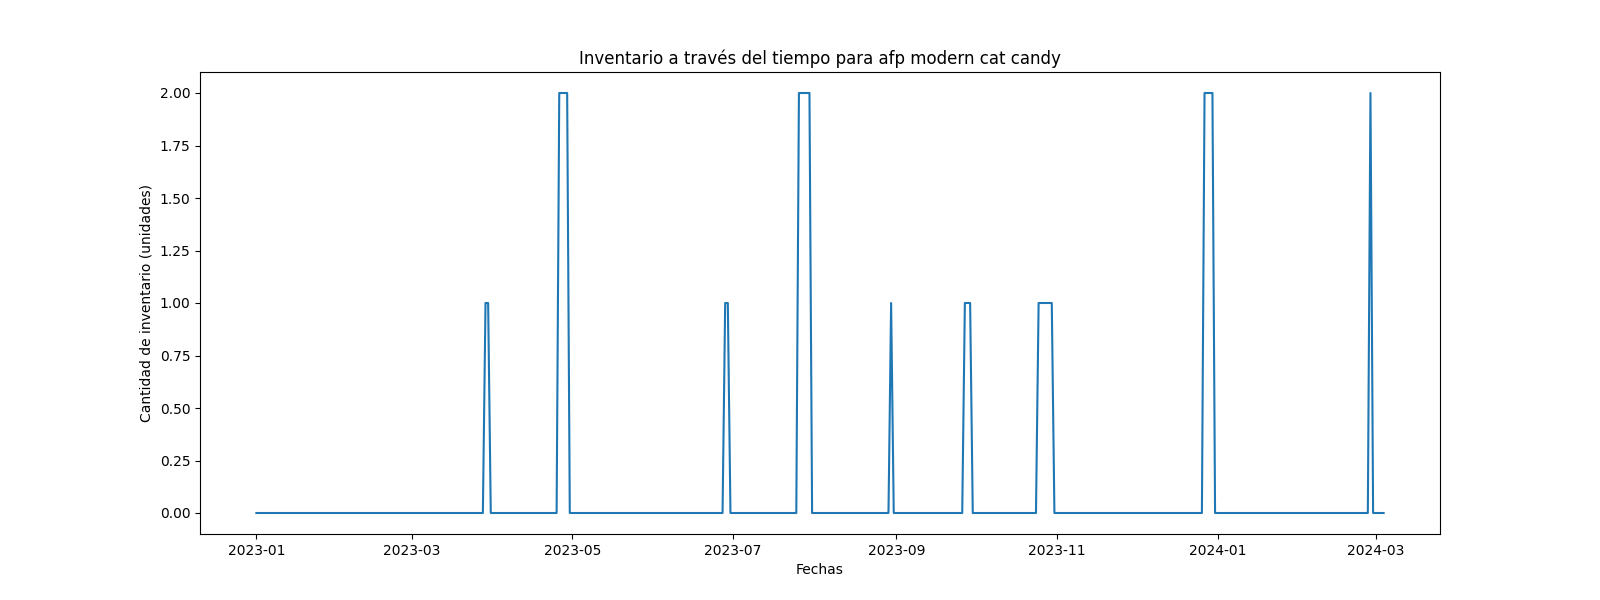 Inventario a través del tiempo para afp modern cat candy
Cantidad de inventario (unidades)
2.00
1.75
1.50
1.25
1.00
0.75
0.50
0.25
0.00
2023-01 2023-03 2023-05 2023-07 2023-09 2023-11 2024-01 2024-03
Fechas